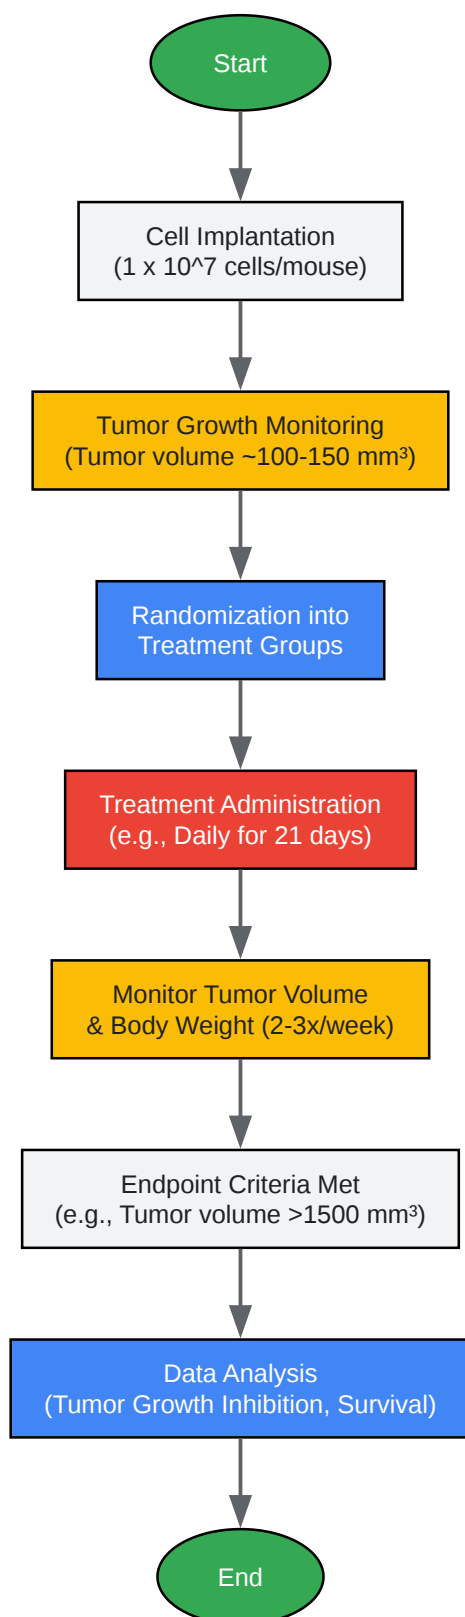 Start
Cell Implantation
(1 x 10^7 cells/mouse)
Tumor Growth Monitoring
(Tumor volume ~100-150 mm³)
Randomization into
Treatment Groups
Treatment Administration
(e.g., Daily for 21 days)
Monitor Tumor Volume
& Body Weight (2-3x/week)
Endpoint Criteria Met
(e.g., Tumor volume >1500 mm³)
Data Analysis
(Tumor Growth Inhibition, Survival)
End